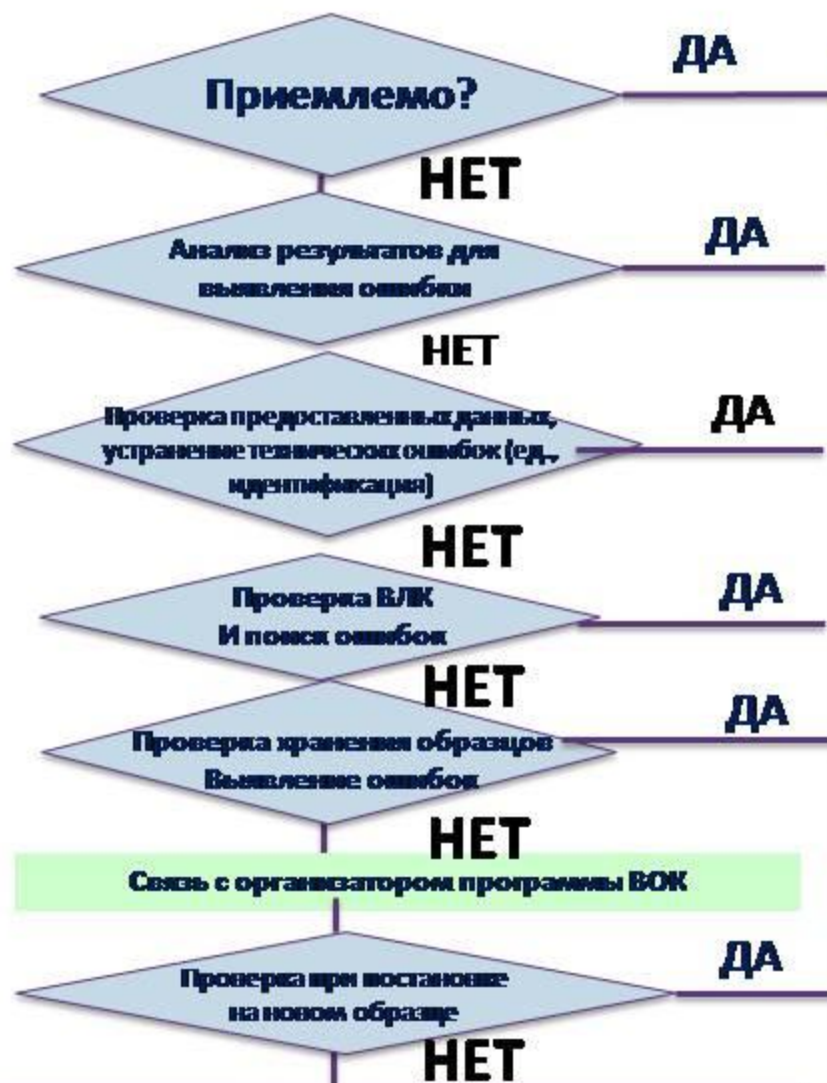 Приемлемо?
ДА
НЕТ
Анализ результатов для
выявления ошибки
ДА
НЕТ
Проверка предоставленных данных,
устранение технических ошибок (ед.,
идентификация)
ДА
НЕТ
Проверка ВЛК
И поиск ошибок
ДА
НЕТ
Проверка хранения образцов
Выявление ошибок
ДА
НЕТ
Связь с организатором программы ВОК
Проверка при постановке
на новом образце
ДА
НЕТ